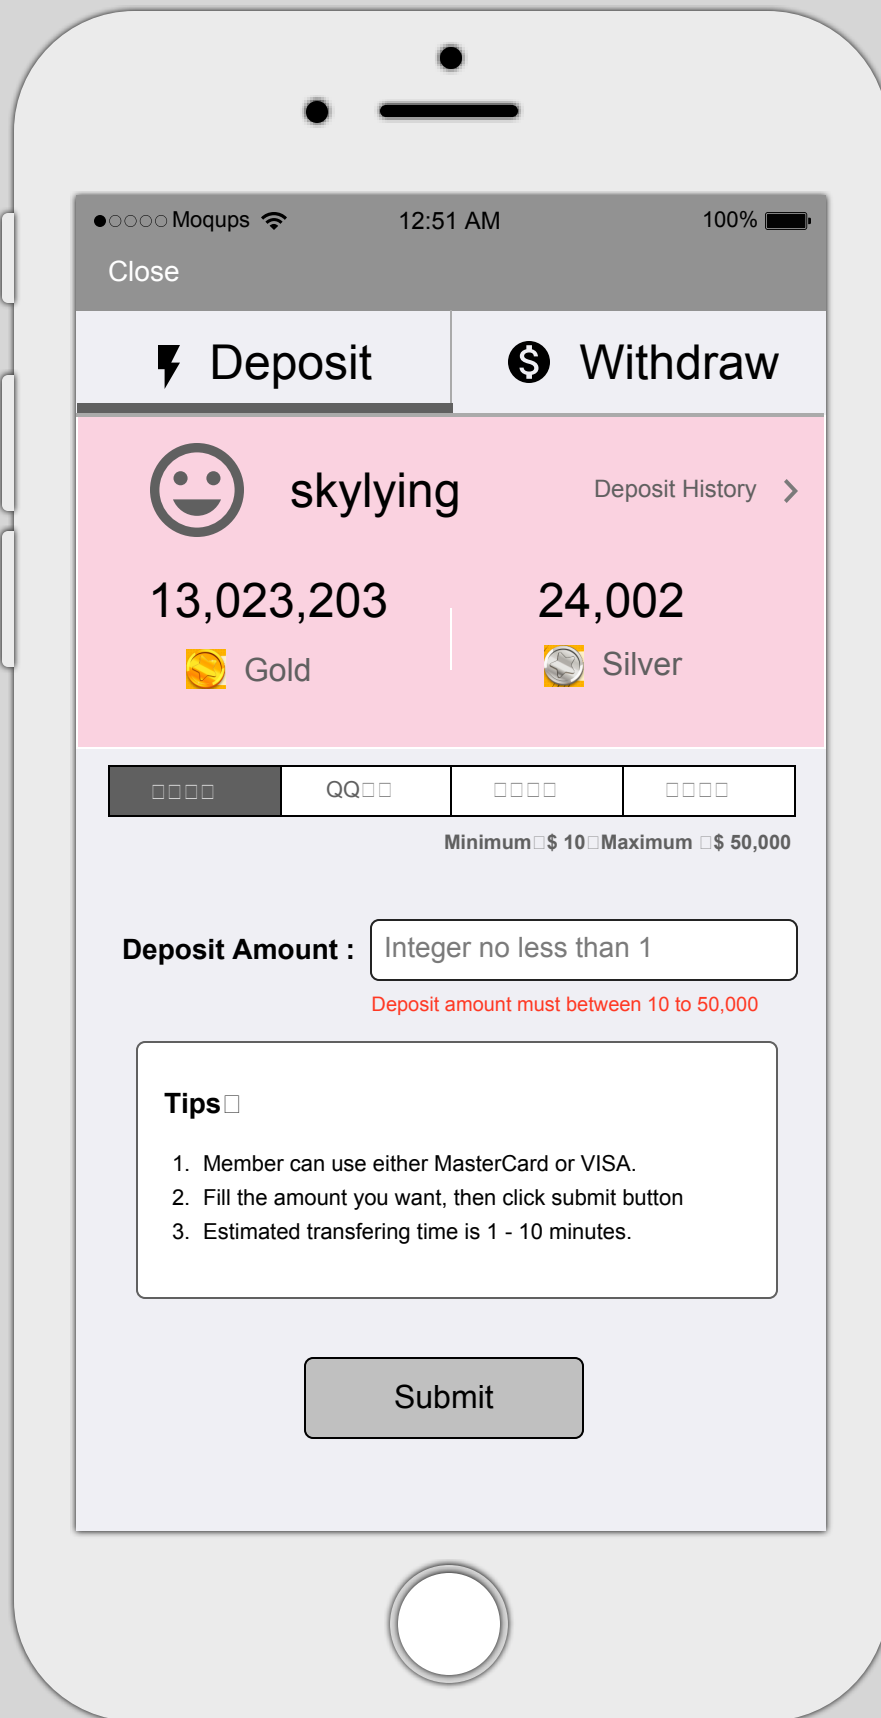 Moqups 12:51 AM 100%
Close
Deposit Withdraw
skylying Deposit History
13,023,203 24,002
Gold Silver
QQ
Minimum $ 10 Maximum $ 50,000
Deposit Amount : Integer no less than 1
Deposit amount must between 10 to 50,000
Tips
1. Member can use either MasterCard or VISA.
2. Fill the amount you want, then click submit button
3. Estimated transfering time is 1 - 10 minutes.
Submit